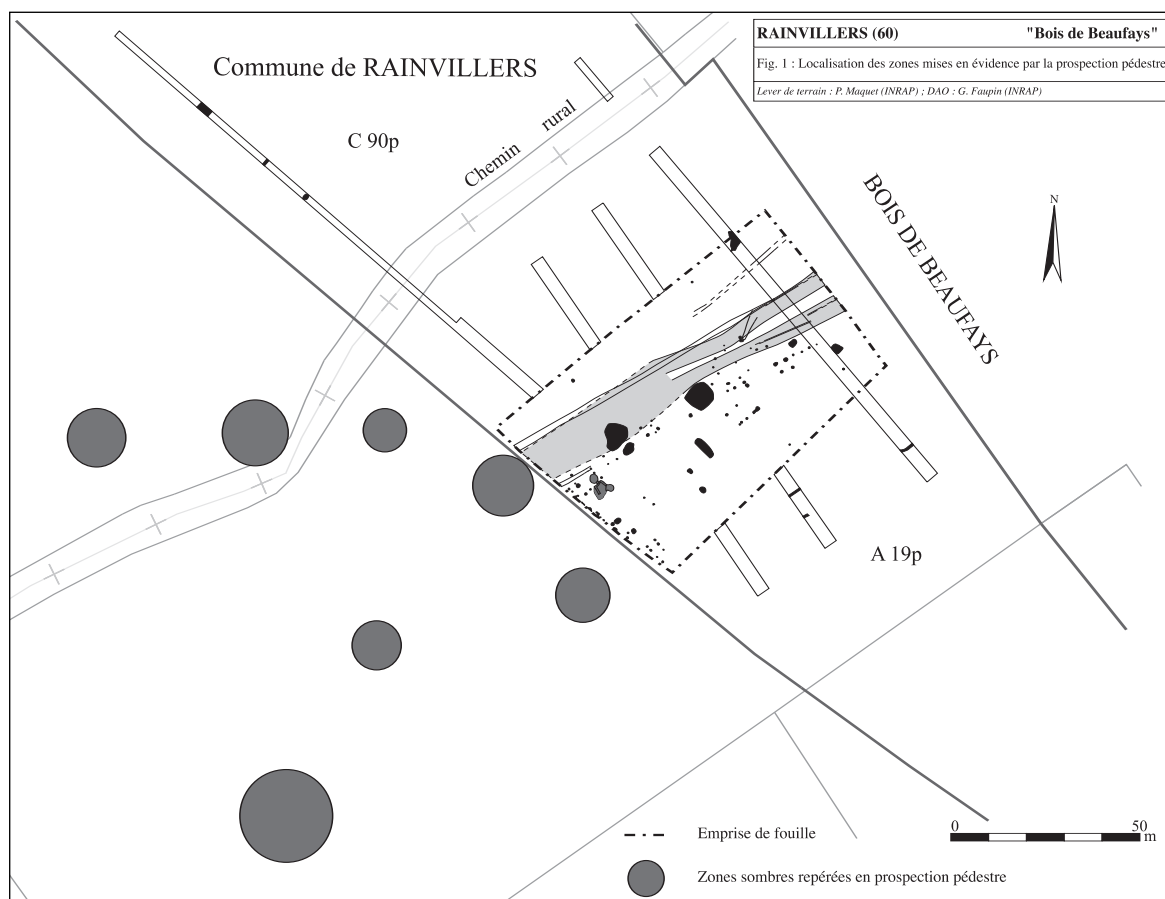 RAINVILLERS (60) "Bois de Beaufays"
Fig. 1 : Localisation des zones mises en évidence par la prospection pédestre
Lever de terrain : P. Maquet (INRAP) ; DAO : G. Faupin (INRAP)
Commune de RAINVILLERS
C 90p
Chemin rural
BOIS DE BEAUFAYS
N
A 19p
Emprise de fouille
0 50
m
Zones sombres repérées en prospection pédestre